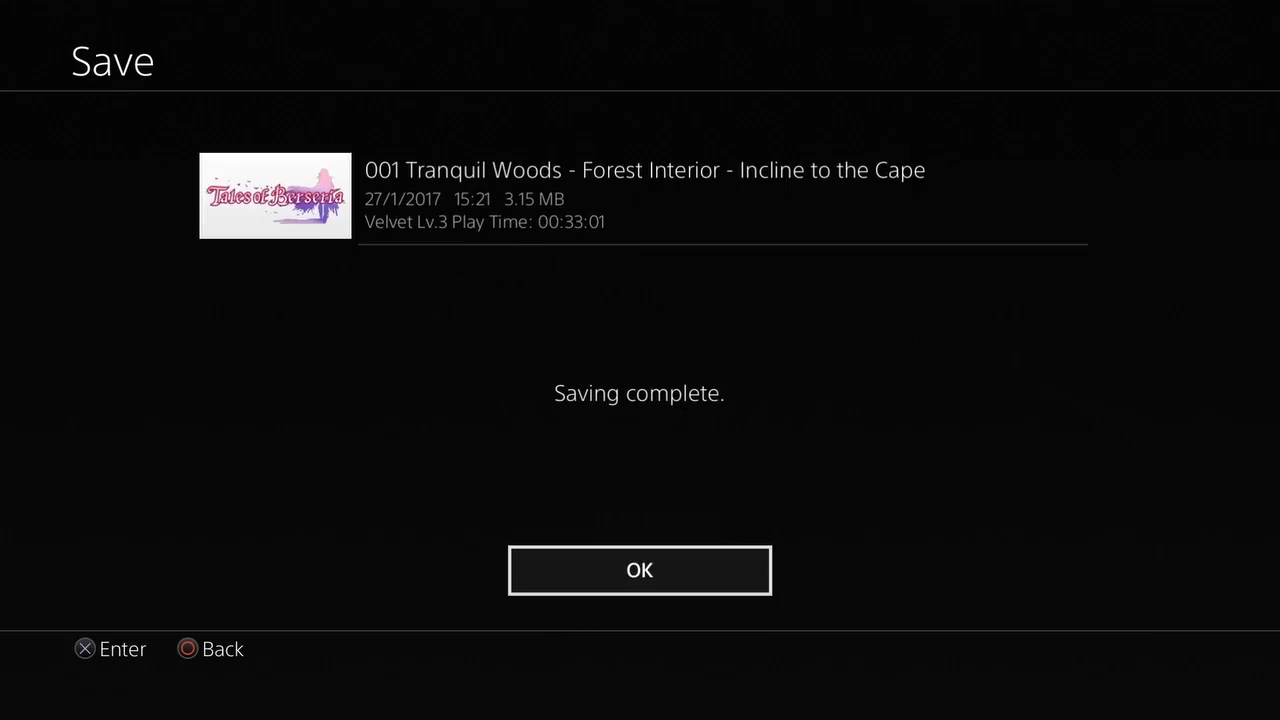 Save
Tales of Berseria
001 Tranquil Woods - Forest Interior - Incline to the Cape
27/1/2017 15:21 3.15 MB
Velvet Lv.3 Play Time: 00:33:01
Saving complete.
OK
Enter Back